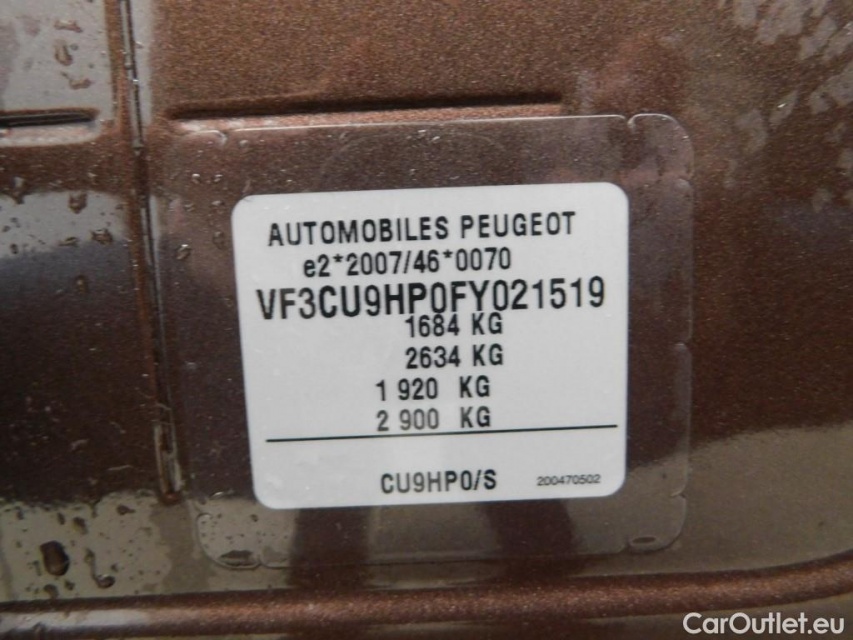 AUTOMOBILES PEUGEOT
e2*2007/46*0070
VF3CU9HP0FY021519
1684 KG
2634 KG
1 920 KG
2 900 KG
CU9HP0/S 200470502
CarOutlet.eu